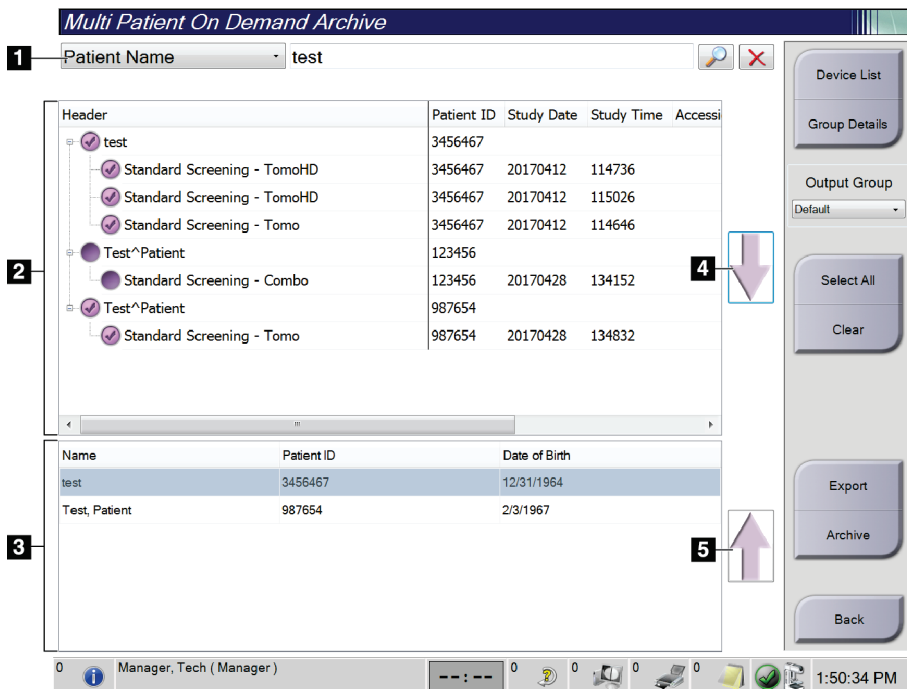 Multi Patient On Demand Archive
1
Patient Name
test
Device List
Group Details
Output Group
Default
Select All
Clear
2
Header Patient ID Study Date Study Time Accessi
test 3456467
Standard Screening - TomoHD 3456467 20170412 114736
Standard Screening - TomoHD 3456467 20170412 115026
Standard Screening - Tomo 3456467 20170412 114646
Test^Patient 123456
Standard Screening - Combo 123456 20170428 134152
Test^Patient 987654
Standard Screening - Tomo 987654 20170428 134832
4
3
Name Patient ID Date of Birth
test 3456467 12/31/1964
Test, Patient 987654 2/3/1967
5
Export
Archive
Back
0 Manager, Tech ( Manager ) --:-- 0 0 0 0 1:50:34 PM